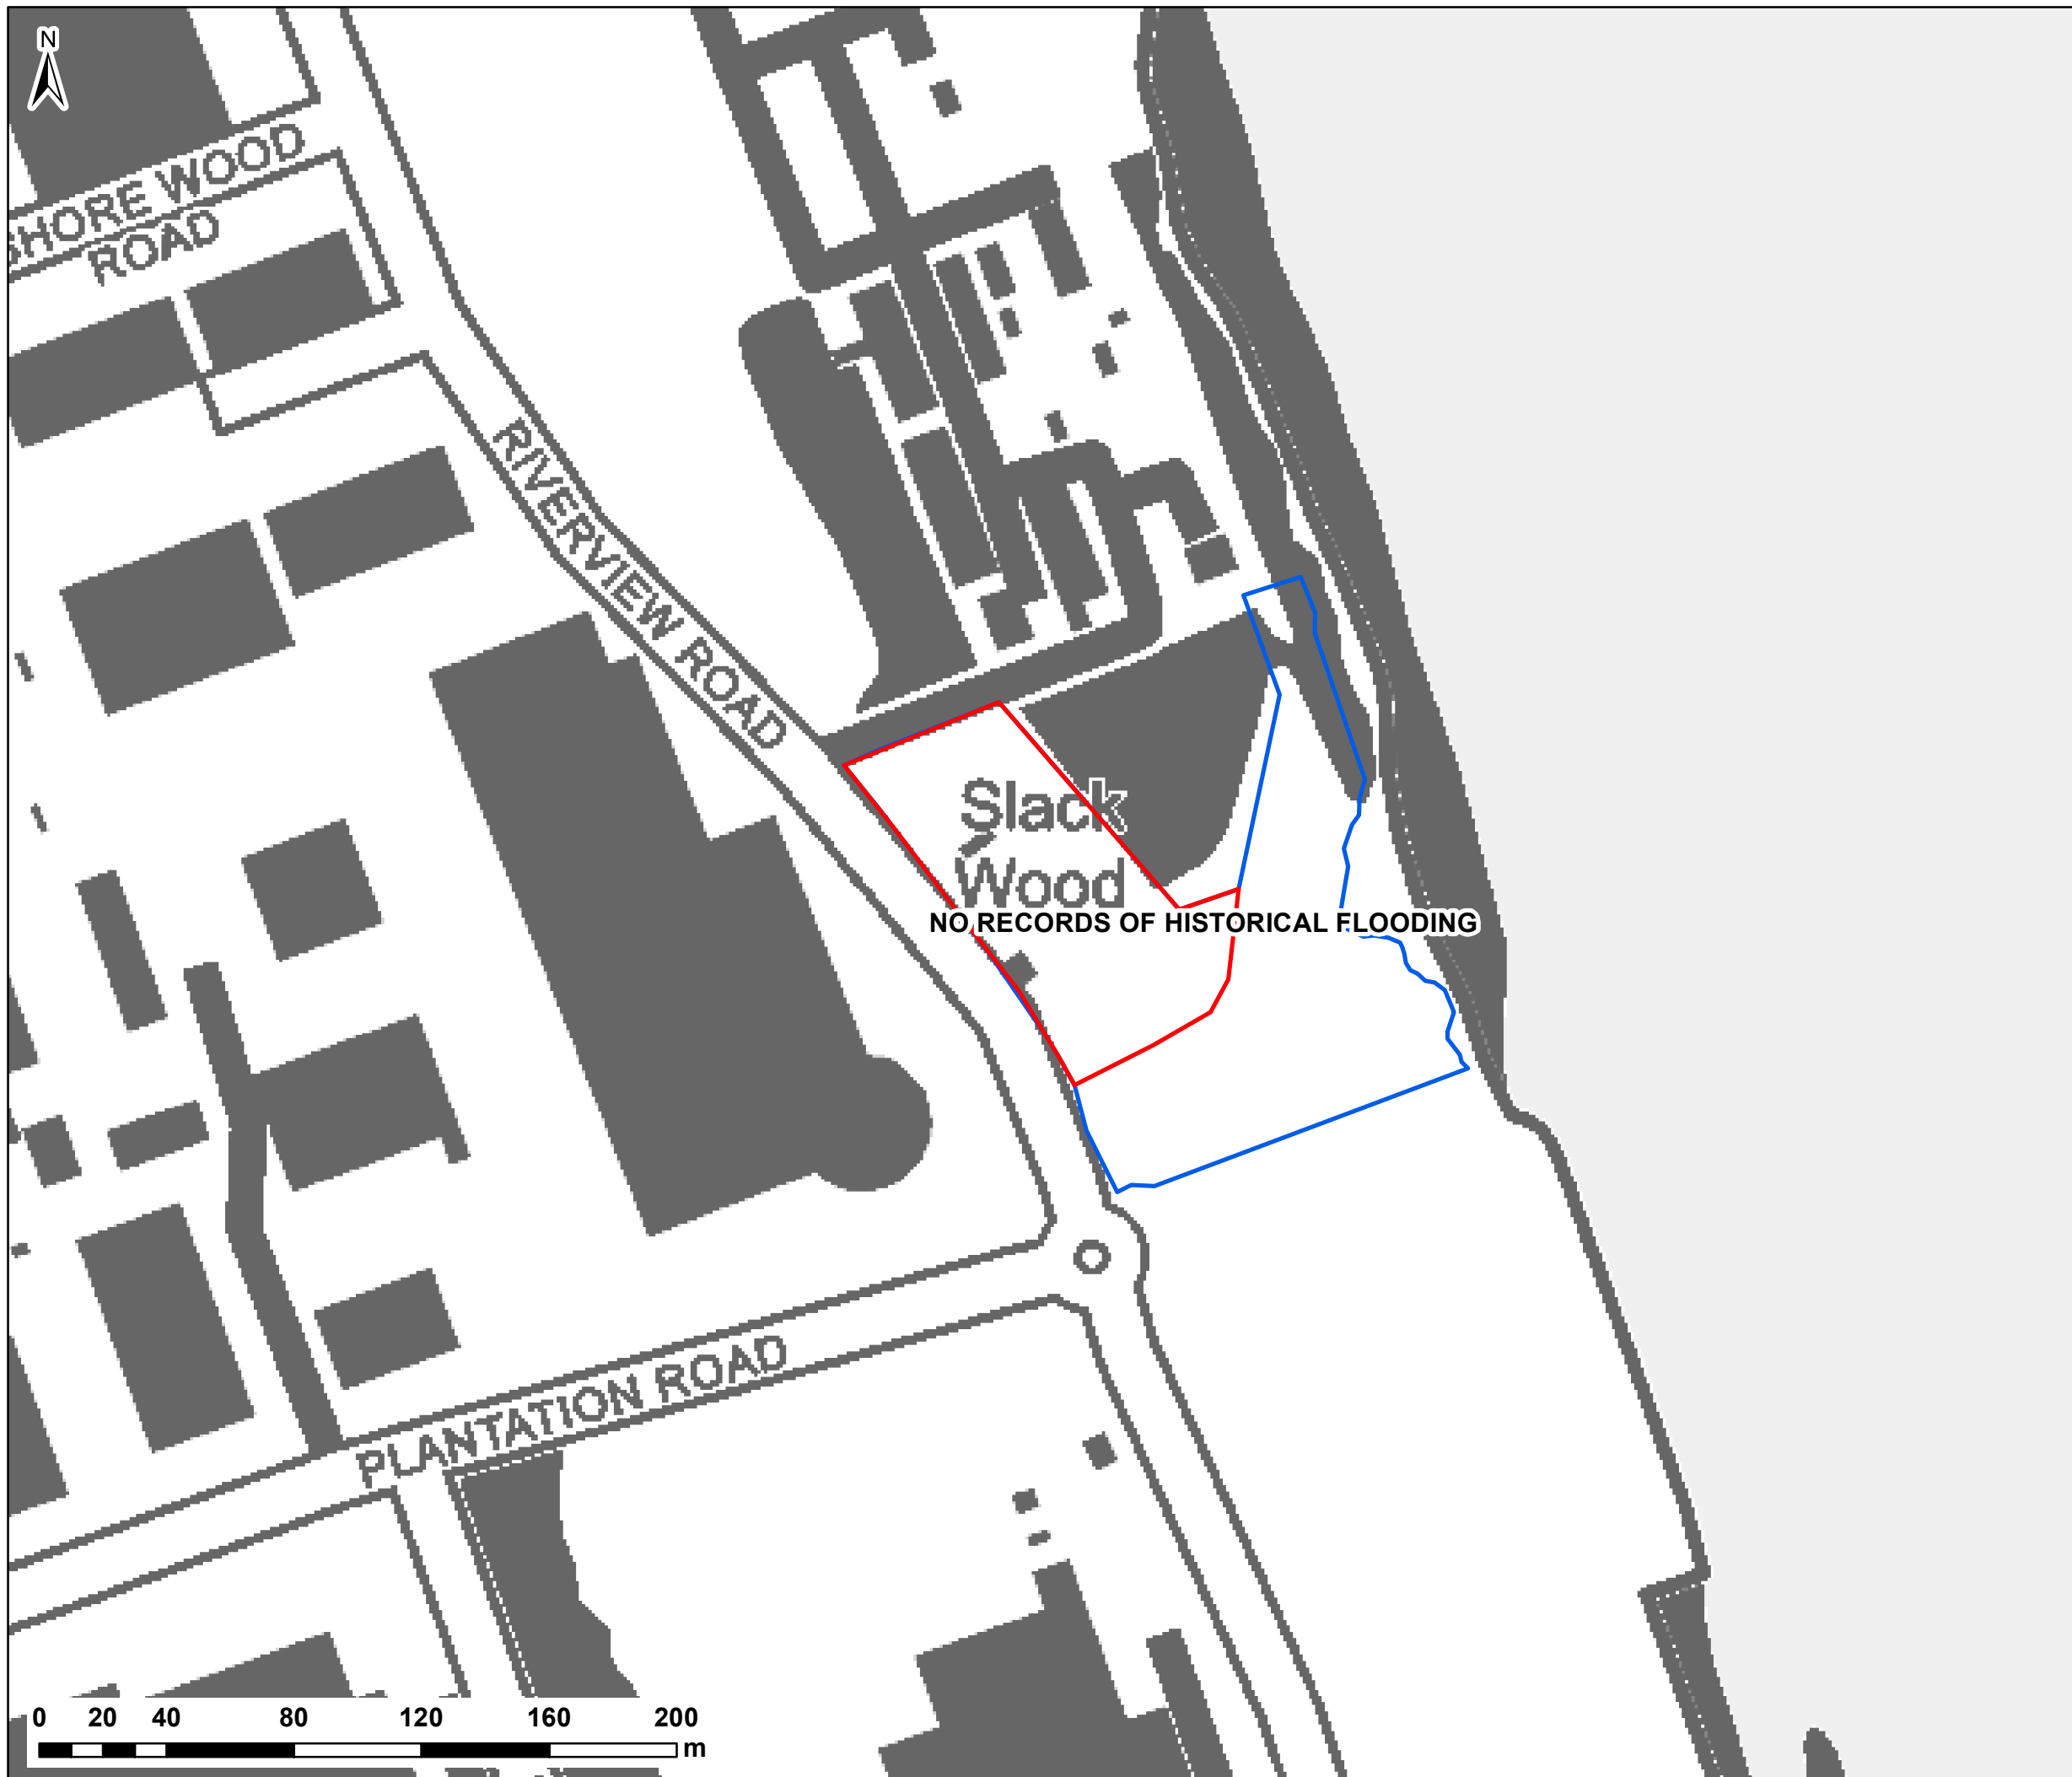 N
SHORE WOOD
ROAD
RIVERVIEW ROAD
Slack
Wood
NO RECORDS OF HISTORICAL FLOODING
PLANTATION ROAD
0 20 40 80 120 160 200
m